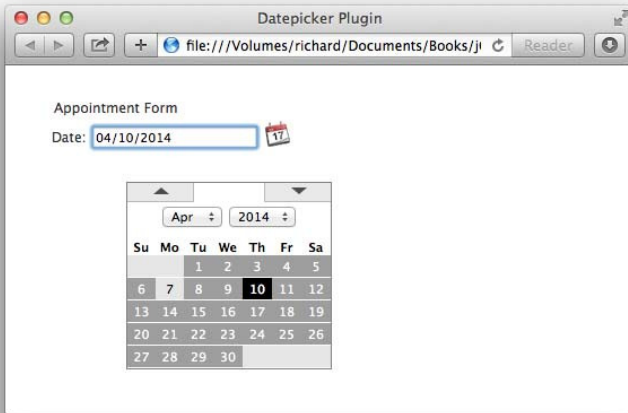 Datepicker Plugin
file:///Volumes/richard/Documents/Books/j
Reader
Appointment Form
Date: 04/10/2014
17
Apr 2014
Su Mo Tu We Th Fr Sa
1 2 3 4 5
6 7 8 9 10 11 12
13 14 15 16 17 18 19
20 21 22 23 24 25 26
27 28 29 30